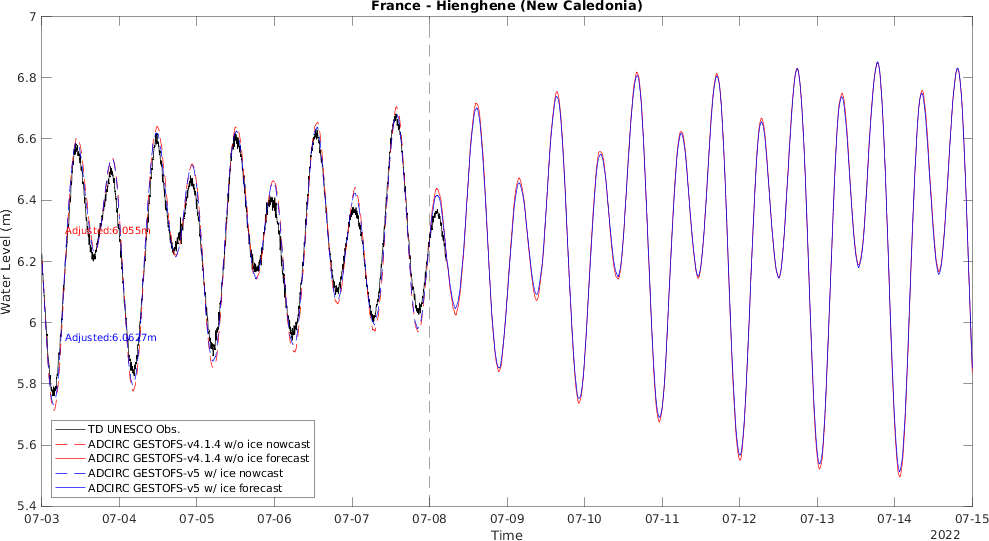 France - Hienghene (New Caledonia)
Water Level (m)
7
6.8
6.6
6.4
6.2
6
5.8
5.6
5.4
Adjusted:6.055m
Adjusted:6.0627m
TD UNESCO Obs.
ADCIRC GESTOFS-v4.1.4 w/o ice nowcast
ADCIRC GESTOFS-v4.1.4 w/o ice forecast
ADCIRC GESTOFS-v5 w/ ice nowcast
ADCIRC GESTOFS-v5 w/ ice forecast
07-03 07-04 07-05 07-06 07-07 07-08 07-09 07-10 07-11 07-12 07-13 07-14 07-15
Time
2022